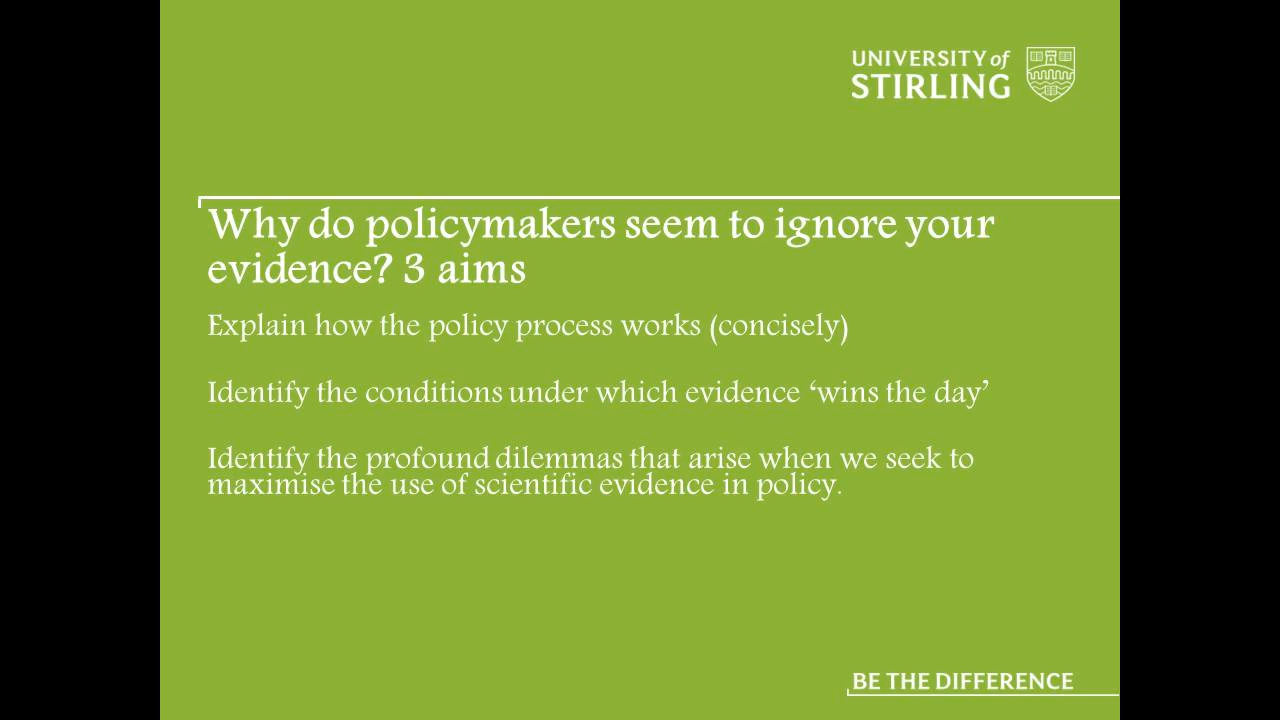 UNIVERSITY of
STIRLING
Why do policymakers seem to ignore your
evidence? 3 aims
Explain how the policy process works (concisely)
Identify the conditions under which evidence ‘wins the day’
Identify the profound dilemmas that arise when we seek to
maximise the use of scientific evidence in policy.
BE THE DIFFERENCE